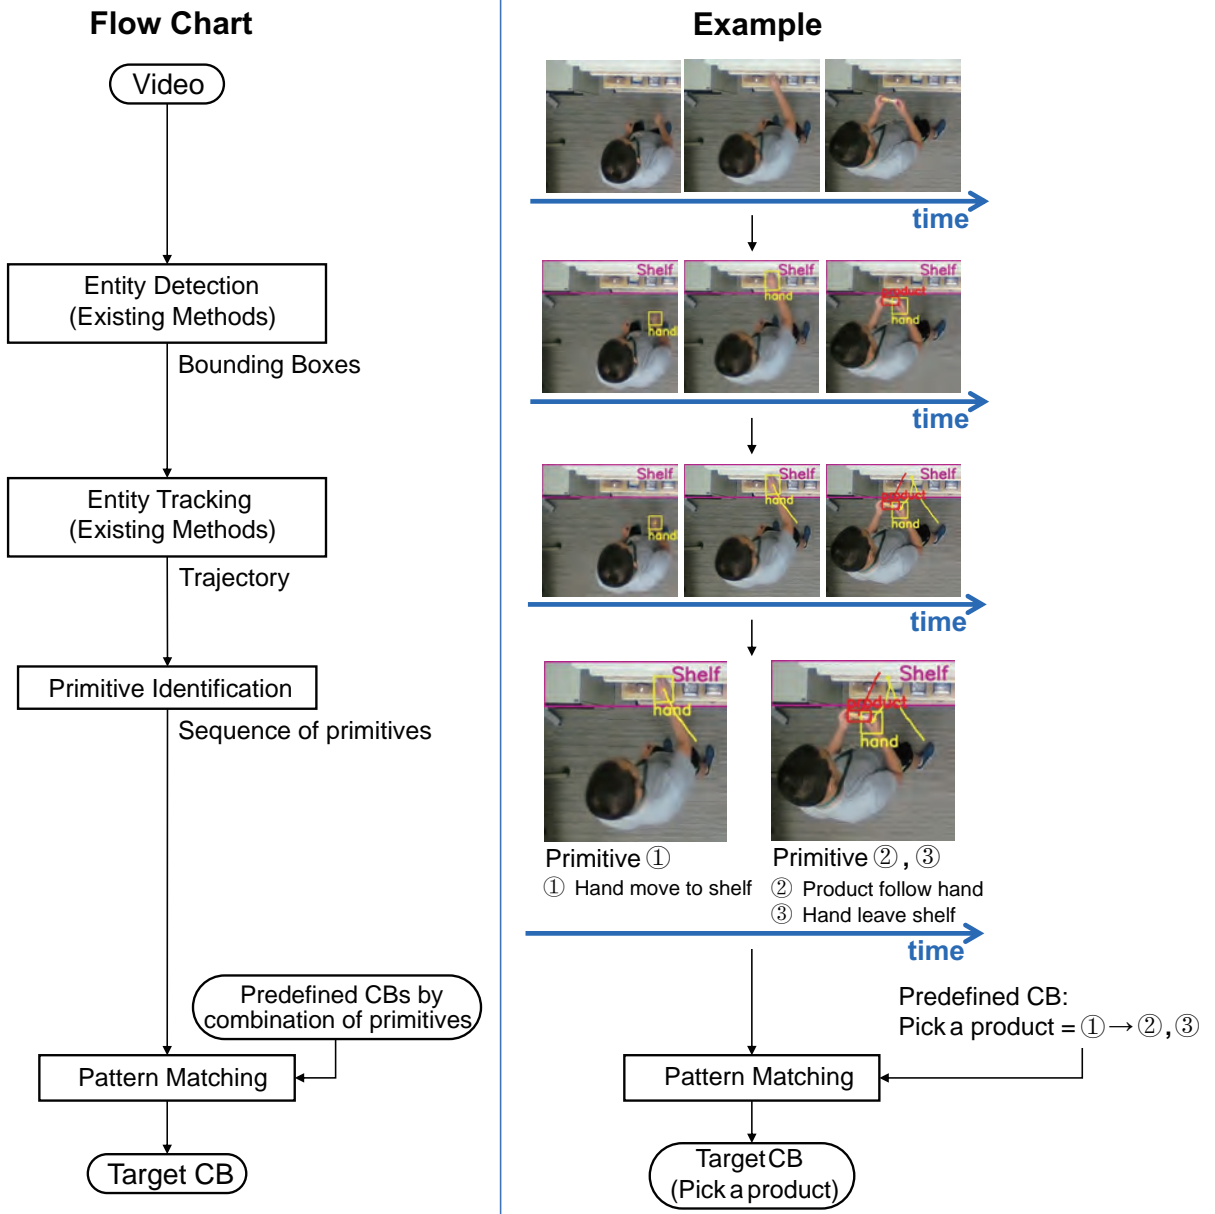 Flow Chart
Video
Entity Detection
(Existing Methods)
Bounding Boxes
Entity Tracking
(Existing Methods)
Trajectory
Primitive Identification
Sequence of primitives
Predefined CBs by
combination of primitives
Pattern Matching
Target CB
Example
time
Shelf
hand
Shelf
hand
Shelf
product
hand
time
Shelf
hand
Shelf
hand
Shelf
product
hand
time
Shelf
hand
Shelf
product
hand
Primitive ①
① Hand move to shelf
Primitive ②, ③
② Product follow hand
③ Hand leave shelf
time
Predefined CB:
Pick a product = ① → ②, ③
Pattern Matching
Target CB
(Pick a product)